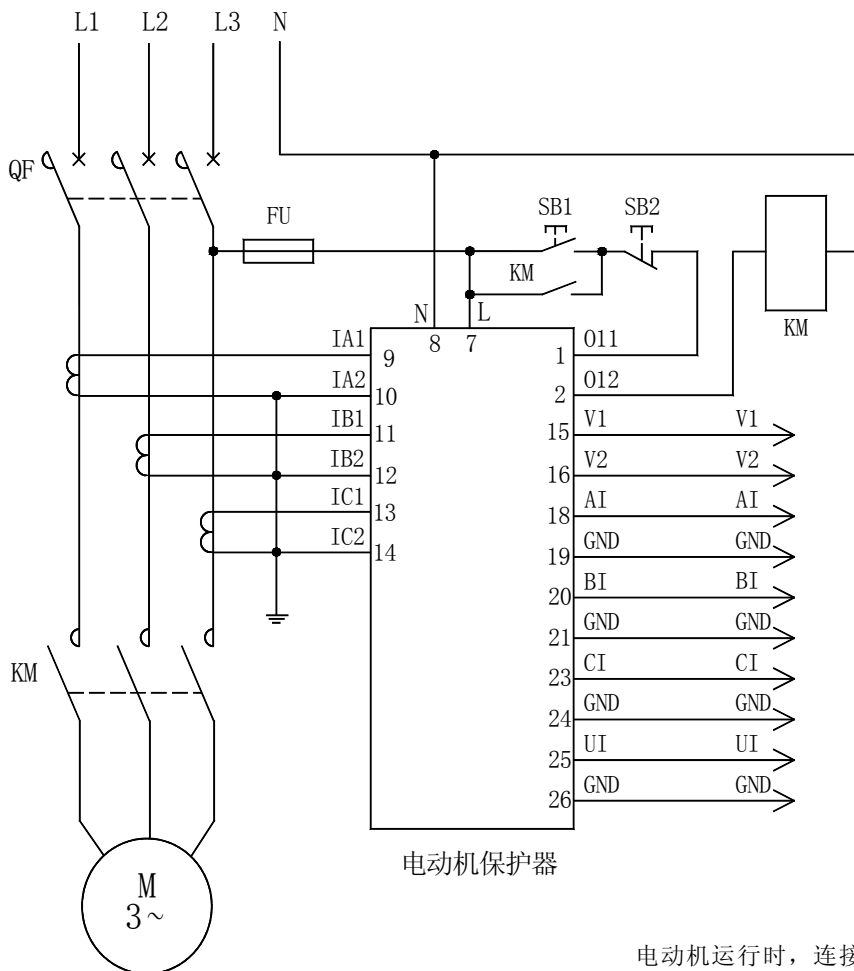 L1 L2 L3 N
QF
FU
SB1 SB2
KM
KM
N L
8 7
IA1 9
IA2 10
IB1 11
IB2 12
IC1 13
IC2 14
1 O11
2 O12
15 V1 V1
16 V2 V2
18 AI AI
19 GND GND
20 BI BI
21 GND GND
23 CI CI
24 GND GND
25 UI UI
26 GND GND
KM
电动机保护器
M
3~
电动机运行时，连接